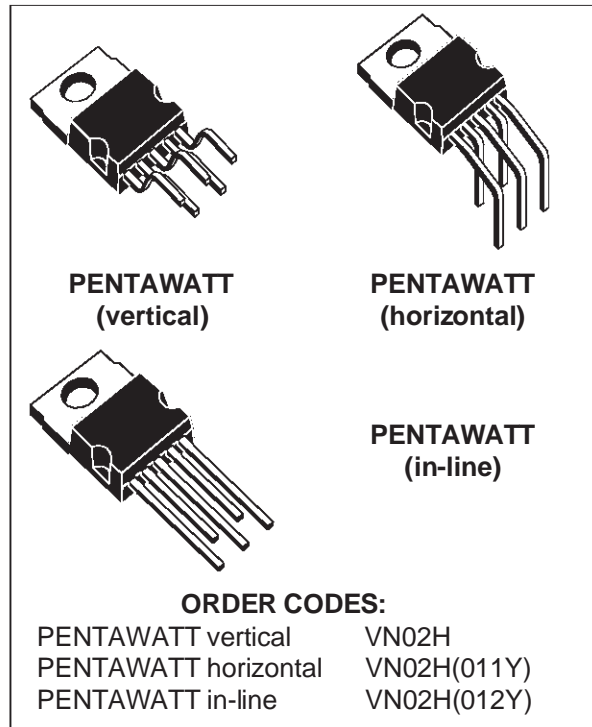 PENTAWATT
(vertical)
PENTAWATT
(horizontal)
PENTAWATT
(in-line)
ORDER CODES:
PENTAWATT vertical VN02H
PENTAWATT horizontal VN02H(011Y)
PENTAWATT in-line VN02H(012Y)